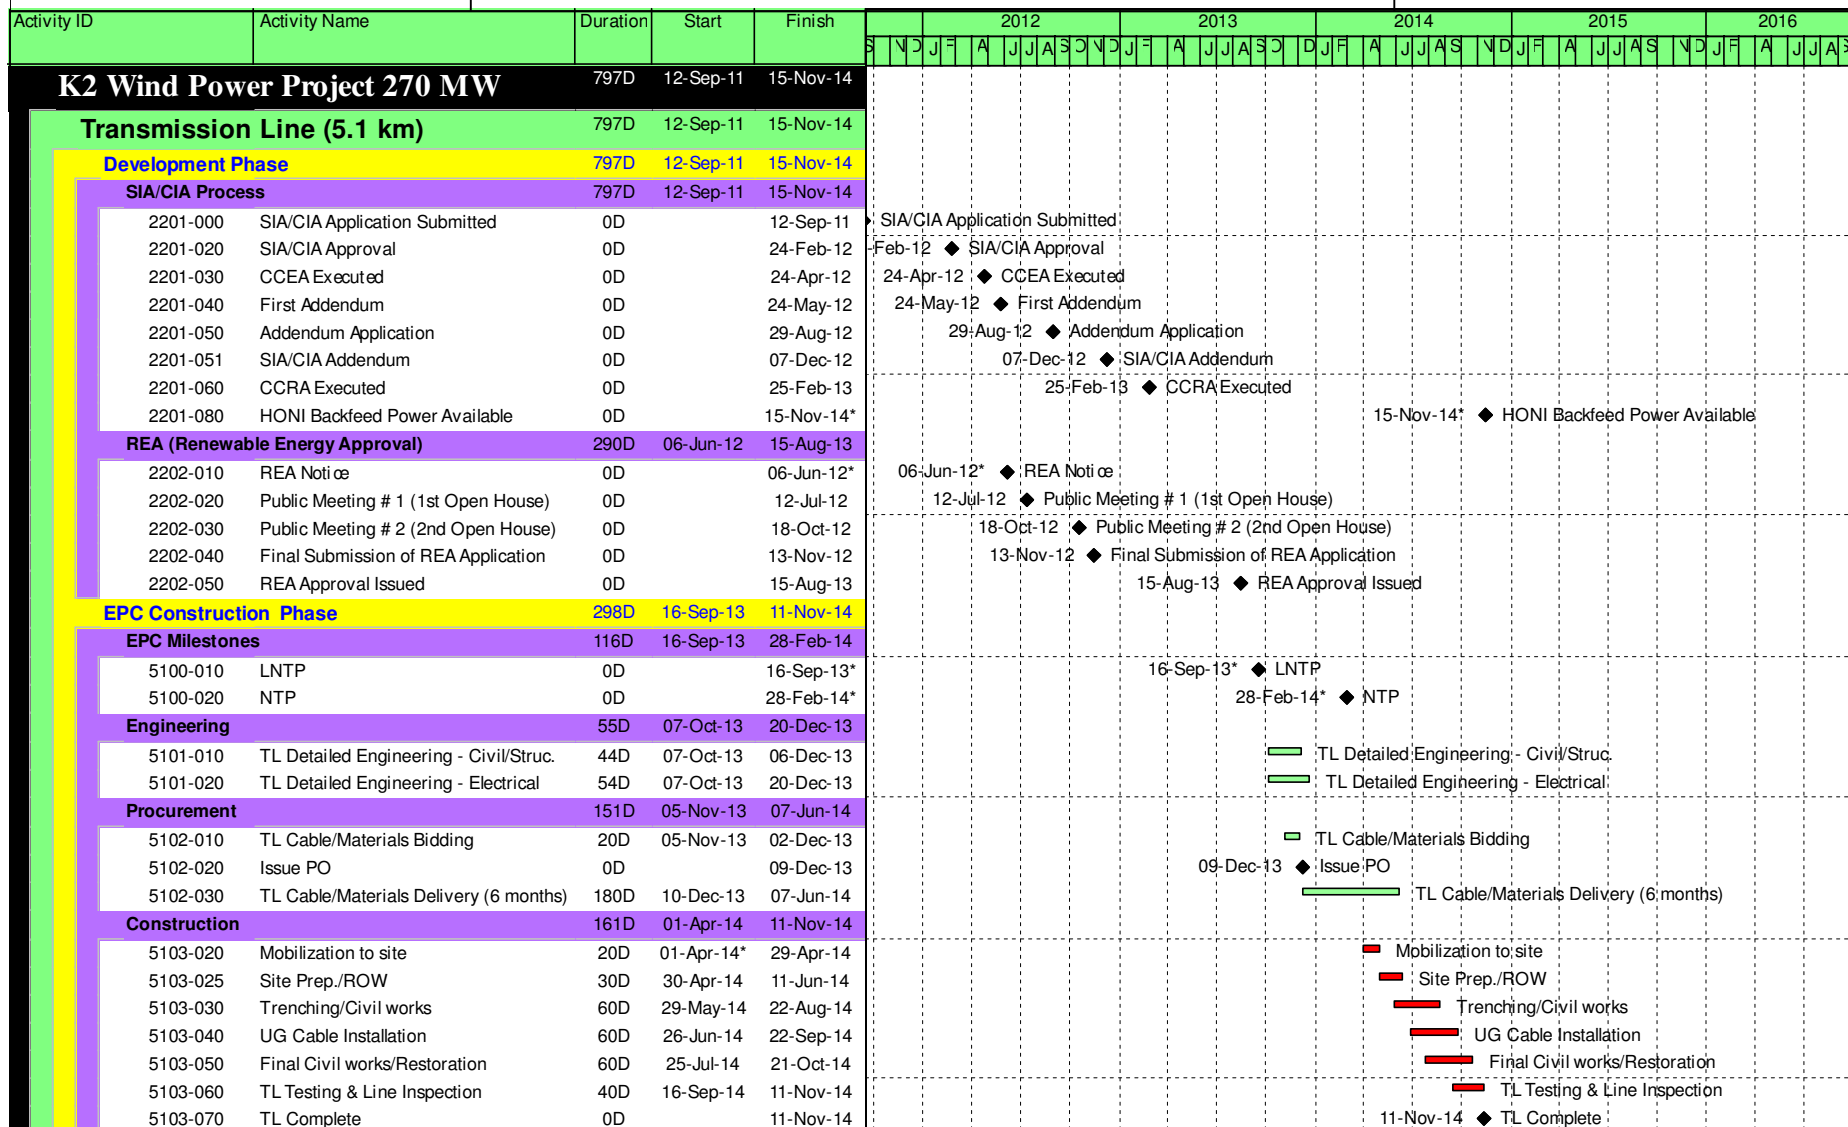 Activity ID Activity Name Duration Start Finish 2012 2013 2014 2015 2016
S N D J F A J J A S O N D J F A J J A S O D J F A J J A S N D J F A J J A S N D J F A J J A S
K2 Wind Power Project 270 MW 797D 12-Sep-11 15-Nov-14
Transmission Line (5.1 km) 797D 12-Sep-11 15-Nov-14
Development Phase 797D 12-Sep-11 15-Nov-14
SIA/CIA Process 797D 12-Sep-11 15-Nov-14
2201-000 SIA/CIA Application Submitted 0D 12-Sep-11 SIA/CIA Application Submitted
2201-020 SIA/CIA Approval 0D 24-Feb-12 -Feb-12 SIA/CIA Approval
2201-030 CCEA Executed 0D 24-Apr-12 24-Apr-12 CCEA Executed
2201-040 First Addendum 0D 24-May-12 24-May-12 First Addendum
2201-050 Addendum Application 0D 29-Aug-12 29-Aug-12 Addendum Application
2201-051 SIA/CIA Addendum 0D 07-Dec-12 07-Dec-12 SIA/CIA Addendum
2201-060 CCRA Executed 0D 25-Feb-13 25-Feb-13 CCRA Executed
2201-080 HONI Backfeed Power Available 0D 15-Nov-14* 15-Nov-14* HONI Backfeed Power Available
REA (Renewable Energy Approval) 290D 06-Jun-12 15-Aug-13
2202-010 REA Notice 0D 06-Jun-12* 06-Jun-12* REA Notice
2202-020 Public Meeting # 1 (1st Open House) 0D 12-Jul-12 12-Jul-12 Public Meeting # 1 (1st Open House)
2202-030 Public Meeting # 2 (2nd Open House) 0D 18-Oct-12 18-Oct-12 Public Meeting # 2 (2nd Open House)
2202-040 Final Submission of REA Application 0D 13-Nov-12 13-Nov-12 Final Submission of REA Application
2202-050 REA Approval Issued 0D 15-Aug-13 15-Aug-13 REA Approval Issued
EPC Construction Phase 298D 16-Sep-13 11-Nov-14
EPC Milestones 116D 16-Sep-13 28-Feb-14
5100-010 LNTP 0D 16-Sep-13* 16-Sep-13* LNTP
5100-020 NTP 0D 28-Feb-14* 28-Feb-14* NTP
Engineering 55D 07-Oct-13 20-Dec-13
5101-010 TL Detailed Engineering - Civil/Struc. 44D 07-Oct-13 06-Dec-13 TL Detailed Engineering - Civil/Struc.
5101-020 TL Detailed Engineering - Electrical 54D 07-Oct-13 20-Dec-13 TL Detailed Engineering - Electrical
Procurement 151D 05-Nov-13 07-Jun-14
5102-010 TL Cable/Materials Bidding 20D 05-Nov-13 02-Dec-13 TL Cable/Materials Bidding
5102-020 Issue PO 0D 09-Dec-13 09-Dec-13 Issue PO
5102-030 TL Cable/Materials Delivery (6 months) 180D 10-Dec-13 07-Jun-14 TL Cable/Materials Delivery (6 months)
Construction 161D 01-Apr-14 11-Nov-14
5103-020 Mobilization to site 20D 01-Apr-14* 29-Apr-14 Mobilization to site
5103-025 Site Prep./ROW 30D 30-Apr-14 11-Jun-14 Site Prep./ROW
5103-030 Trenching/Civil works 60D 29-May-14 22-Aug-14 Trenching/Civil works
5103-040 UG Cable Installation 60D 26-Jun-14 22-Sep-14 UG Cable Installation
5103-050 Final Civil works/Restoration 60D 25-Jul-14 21-Oct-14 Final Civil works/Restoration
5103-060 TL Testing & Line Inspection 40D 16-Sep-14 11-Nov-14 TL Testing & Line Inspection
5103-070 TL Complete 0D 11-Nov-14 11-Nov-14 TL Complete